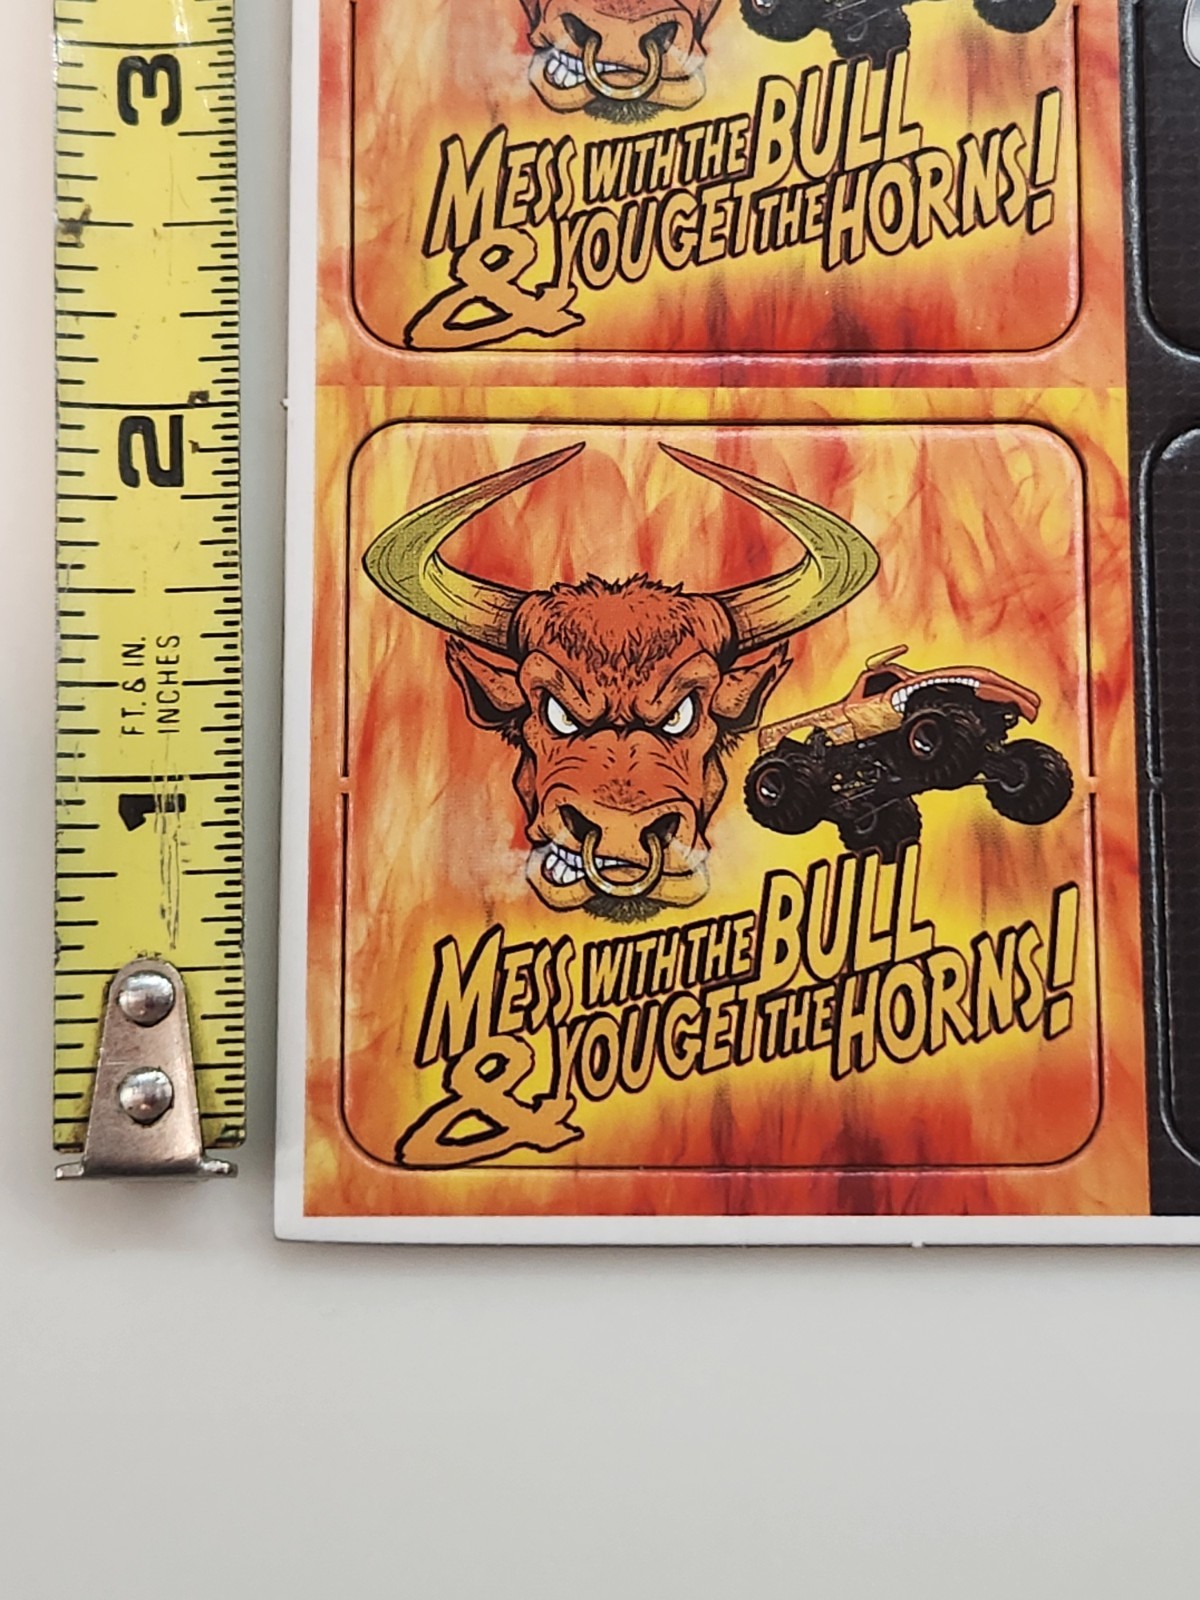 3
MESS WITH THE BULL
& YOU GET THE HORNS!
2
FT. & IN.
INCHES
1
MESS WITH THE BULL
& YOU GET THE HORNS!